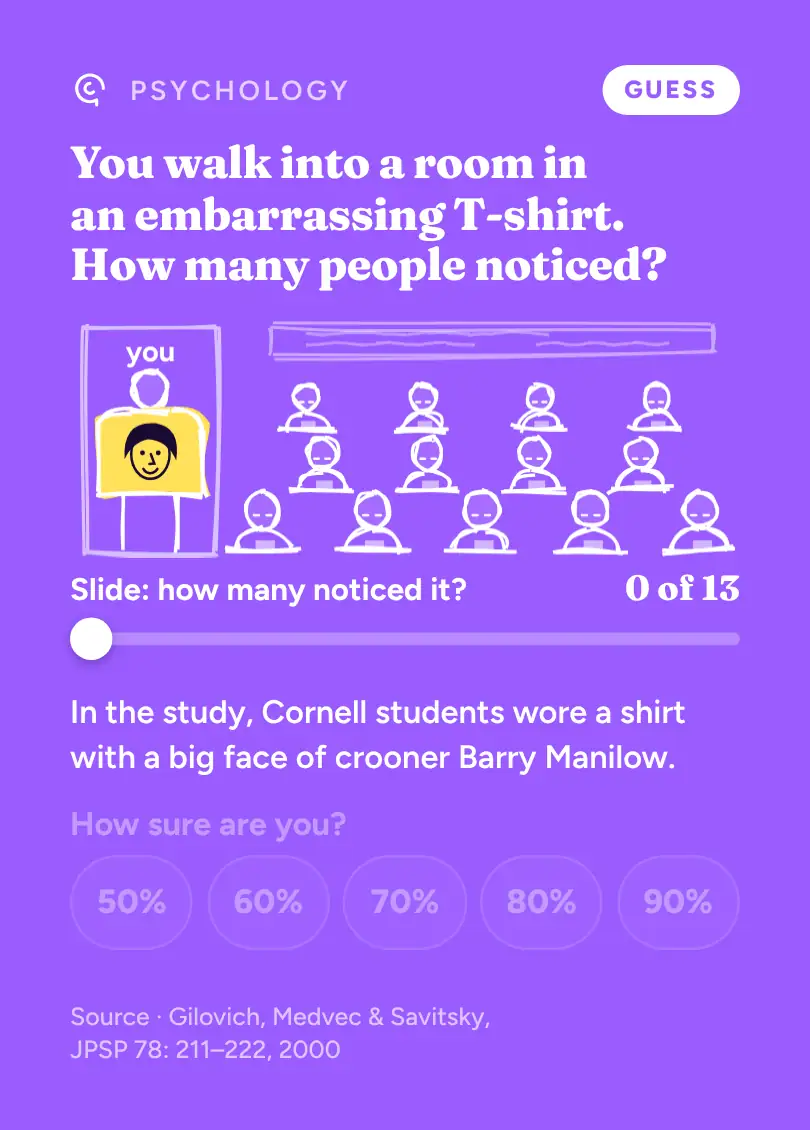 PSYCHOLOGY
GUESS
You walk into a room in
an embarrassing T-shirt.
How many people noticed?
you
Slide: how many noticed it?
0 of 13
In the study, Cornell students wore a shirt
with a big face of crooner Barry Manilow.
How sure are you?
50% 60% 70% 80% 90%
Source · Gilovich, Medvec & Savitsky,
JPSP 78: 211–222, 2000